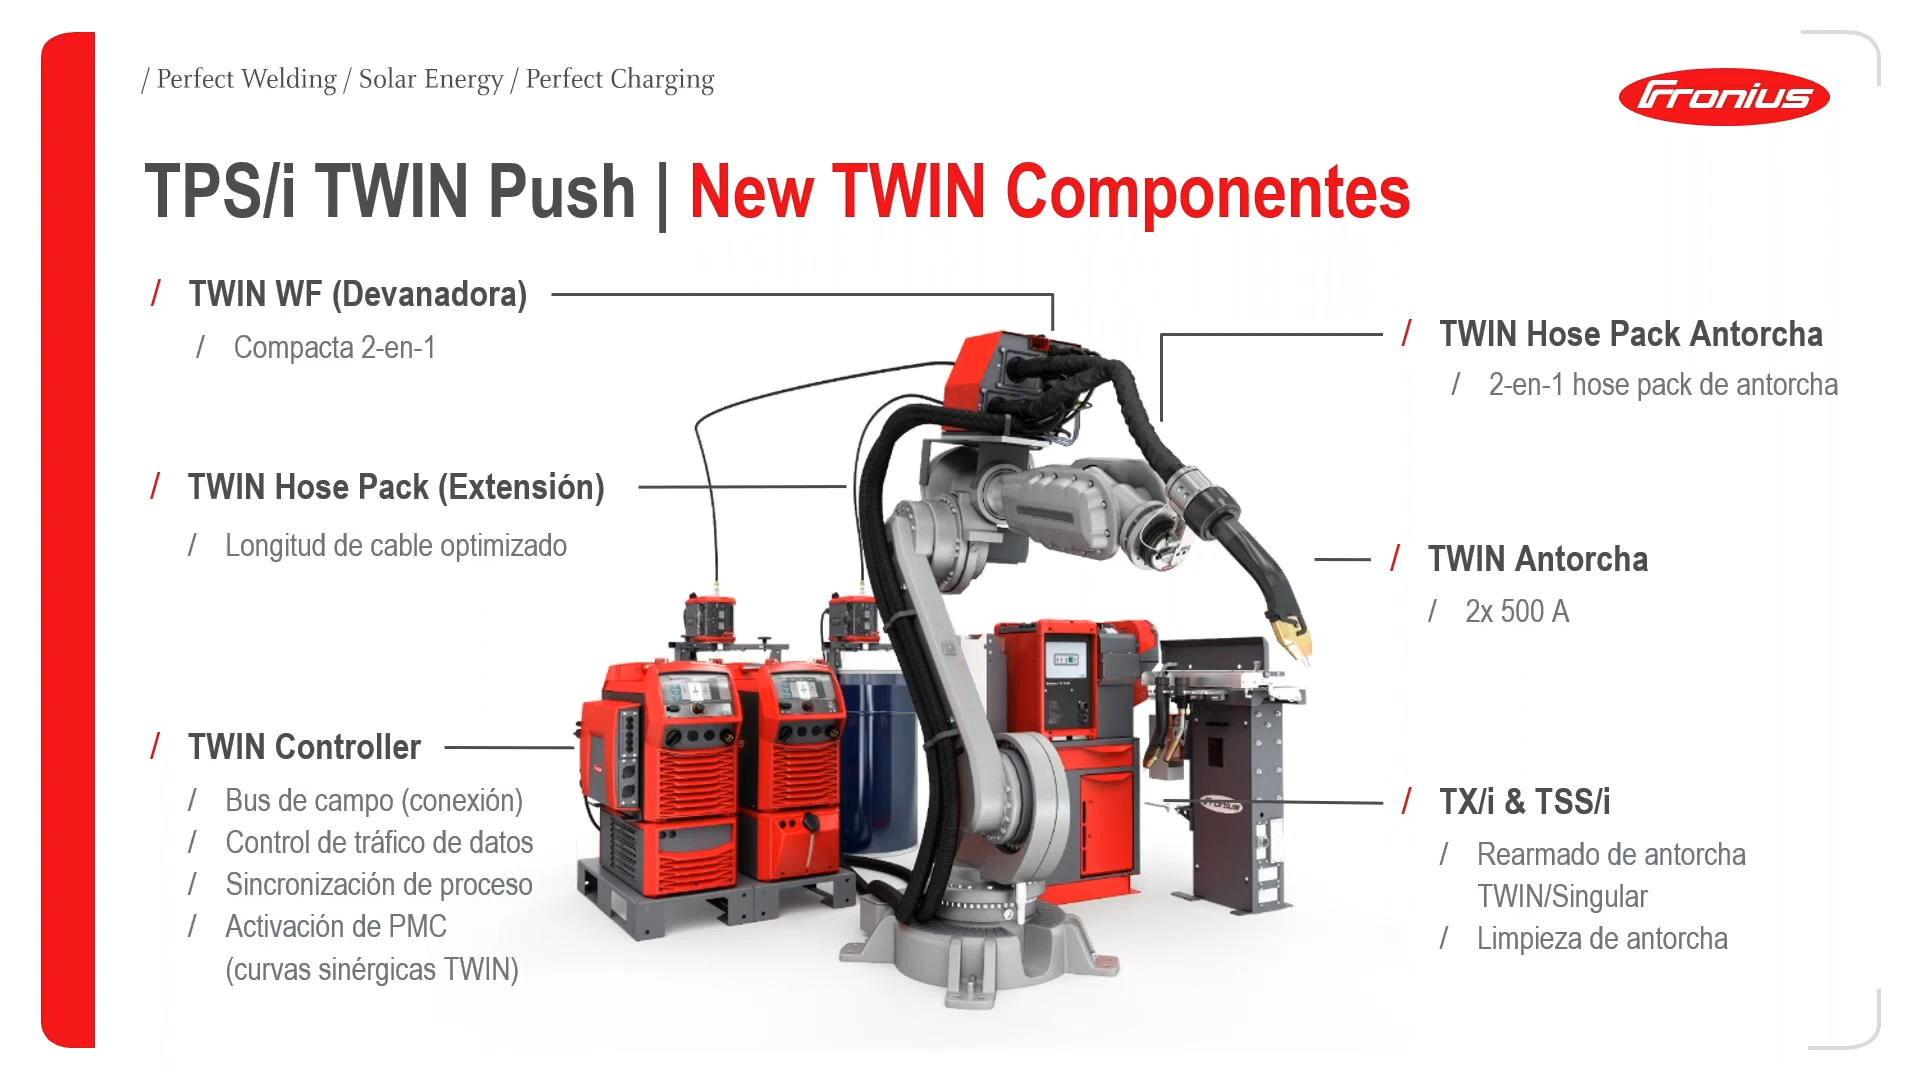 / Perfect Welding / Solar Energy / Perfect Charging
Fronius
TPS/i TWIN Push | New TWIN Componentes
/ TWIN WF (Devanadora)
/ Compacta 2-en-1
/ TWIN Hose Pack (Extensión)
/ Longitud de cable optimizado
/ TWIN Controller
/ Bus de campo (conexión)
/ Control de tráfico de datos
/ Sincronización de proceso
/ Activación de PMC
(curvas sinérgicas TWIN)
/ TWIN Hose Pack Antorcha
/ 2-en-1 hose pack de antorcha
/ TWIN Antorcha
/ 2x 500 A
/ TX/i & TSS/i
/ Rearmado de antorcha
TWIN/Singular
/ Limpieza de antorcha
Fronius